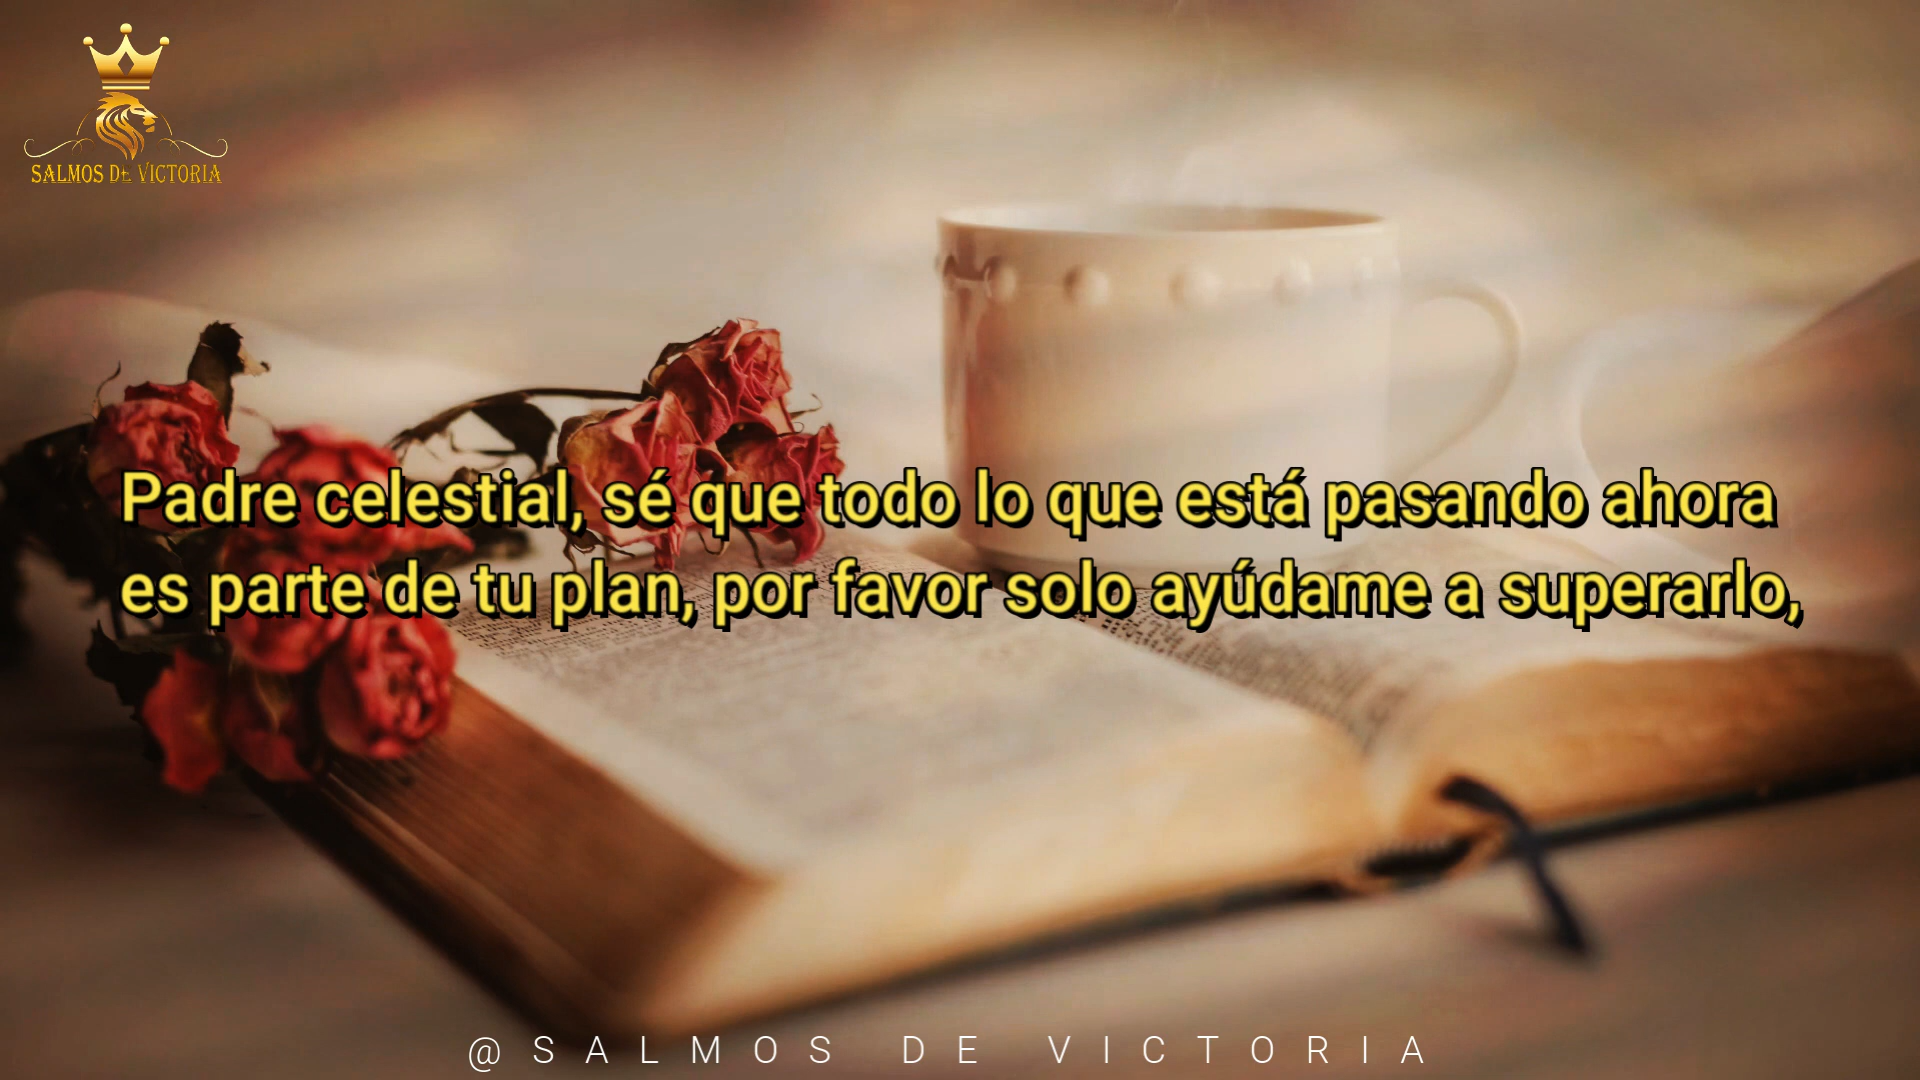 SALMOS DE VICTORIA
Padre celestial, sé que todo lo que está pasando ahora
es parte de tu plan, por favor solo ayúdame a superarlo,
@SALMOS DE VICTORIA